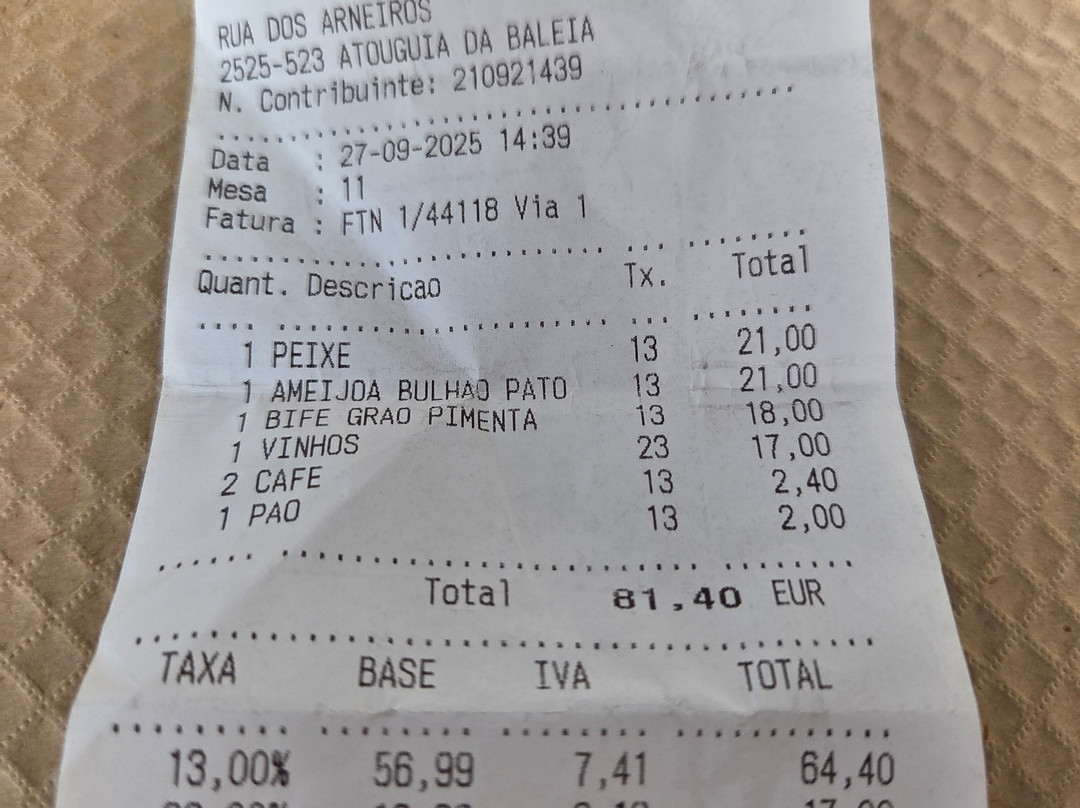 RUA DOS ARNEIROS
2525-523 ATOUGUIA DA BALEIA
N. Contribuinte: 210921439
Data : 27-09-2025 14:39
Mesa : 11
Fatura : FTN 1/44118 Via 1
Quant. Descricao Tx. Total
1 PEIXE 13 21,00
1 AMEIJOA BULHAO PATO 13 21,00
1 BIFE GRAO PIMENTA 13 18,00
1 VINHOS 23 17,00
2 CAFE 13 2,40
1 PAO 13 2,00
Total 81,40 EUR
TAXA BASE IVA TOTAL
13,00% 56,99 7,41 64,40